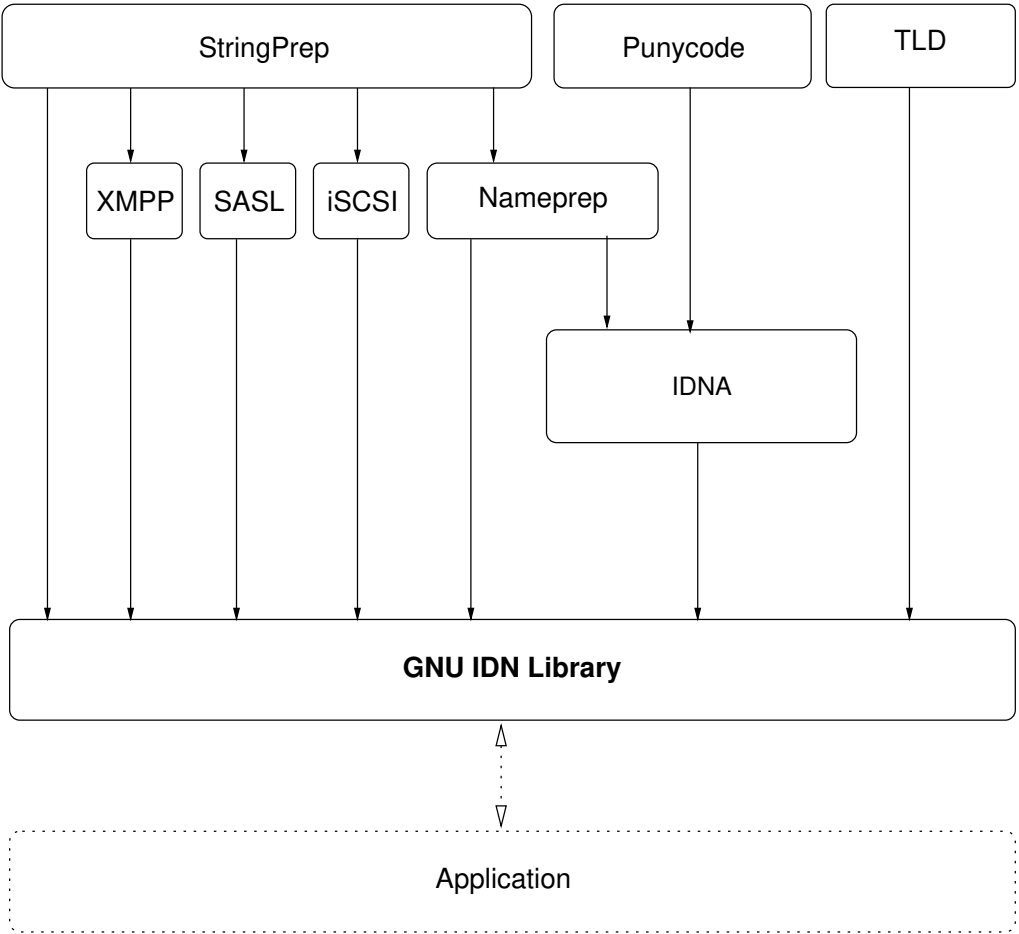 StringPrep
Punycode
TLD
XMPP
SASL
iSCSI
Nameprep
IDNA
GNU IDN Library
Application